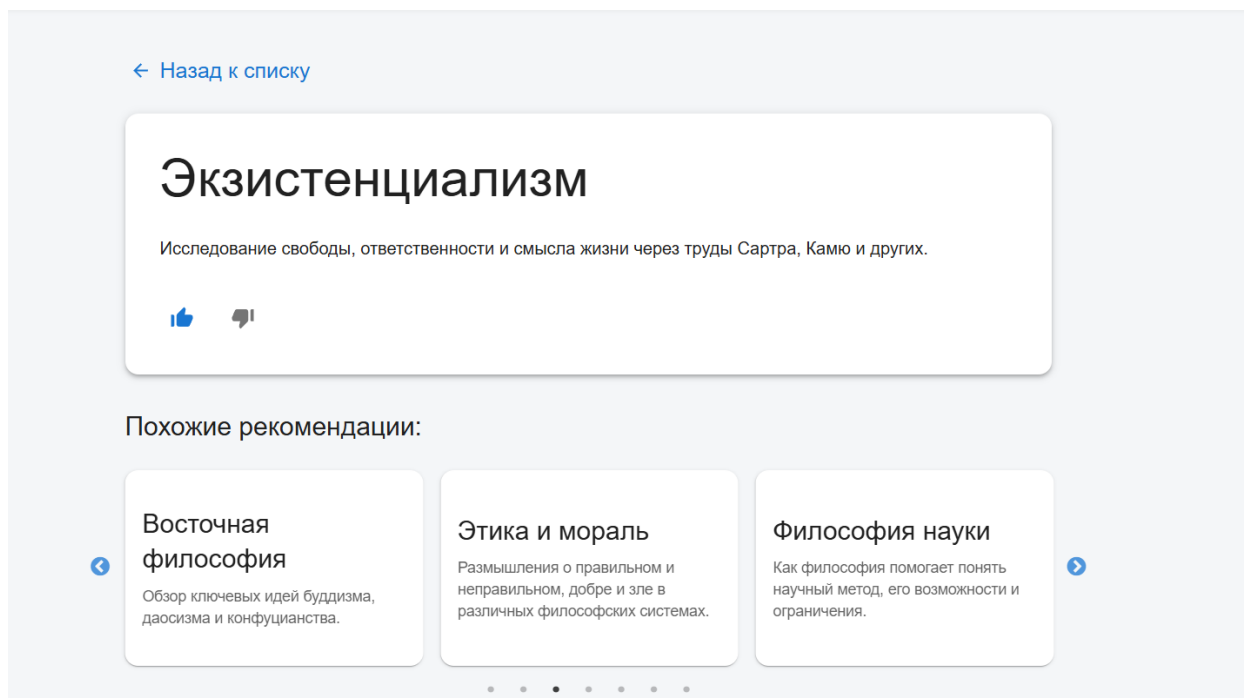 ← Назад к списку
Экзистенциализм
Исследование свободы, ответственности и смысла жизни через труды Сартра, Камю и других.
Похожие рекомендации:
Восточная
философия
Обзор ключевых идей буддизма,
даосизма и конфуцианства.
Этика и мораль
Размышления о правильном и
неправильном, добре и зле в
различных философских системах.
Философия науки
Как философия помогает понять
научный метод, его возможности и
ограничения.